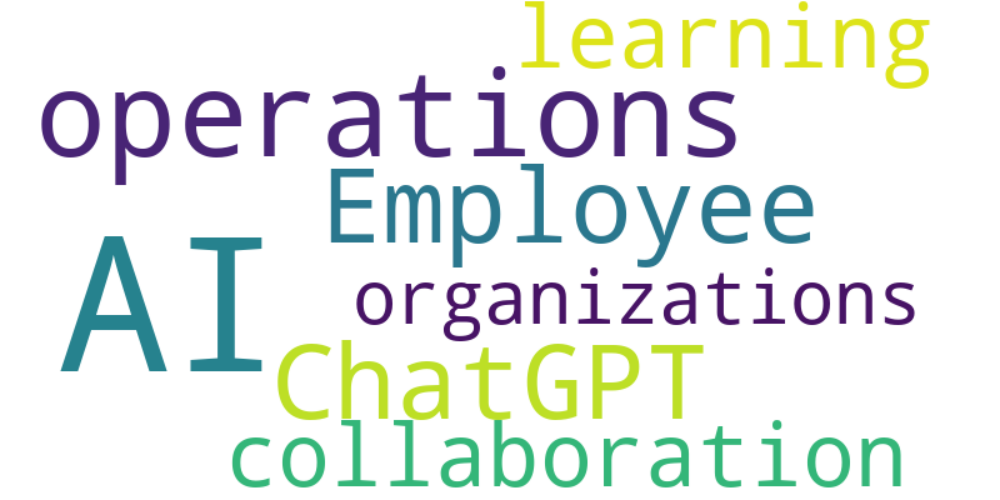 learning
operations
Employee
AI
organizations
ChatGPT
collaboration